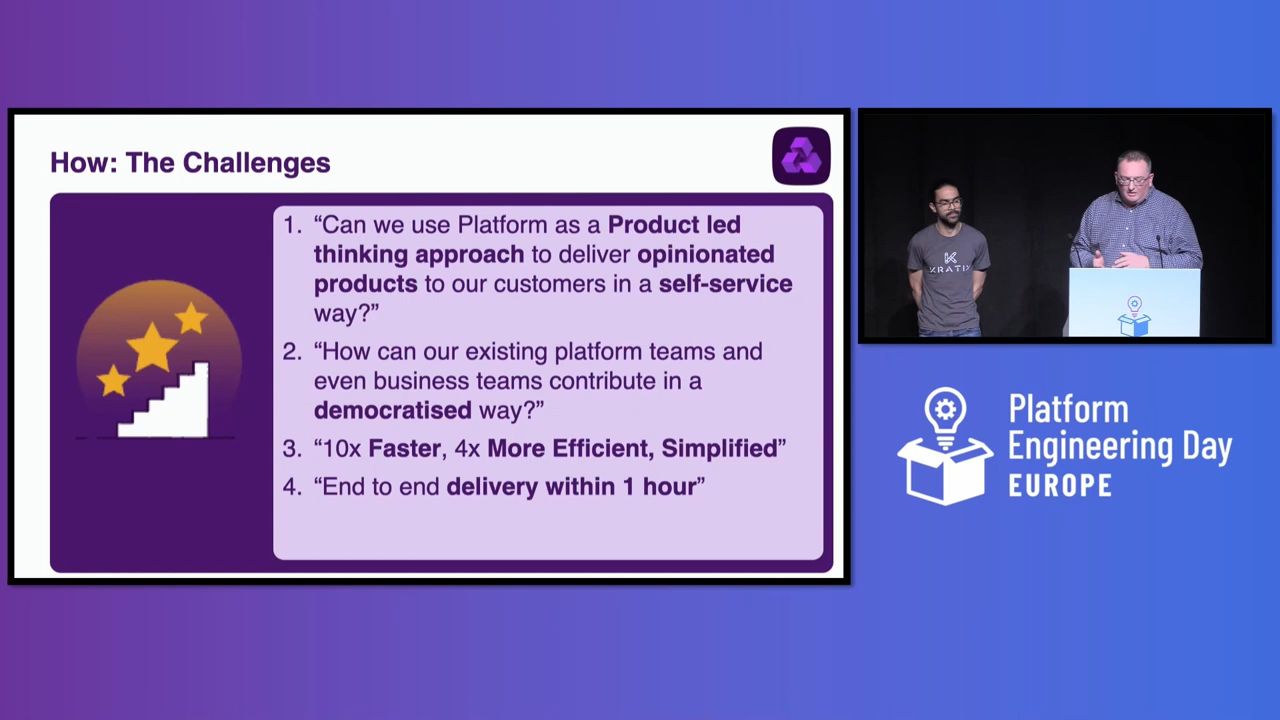 How: The Challenges
1. “Can we use Platform as a Product led
thinking approach to deliver opinionated
products to our customers in a self-service
way?”
2. “How can our existing platform teams and
even business teams contribute in a
democratised way?”
3. “10x Faster, 4x More Efficient, Simplified”
4. “End to end delivery within 1 hour”
KRATIX
Platform
Engineering Day
EUROPE